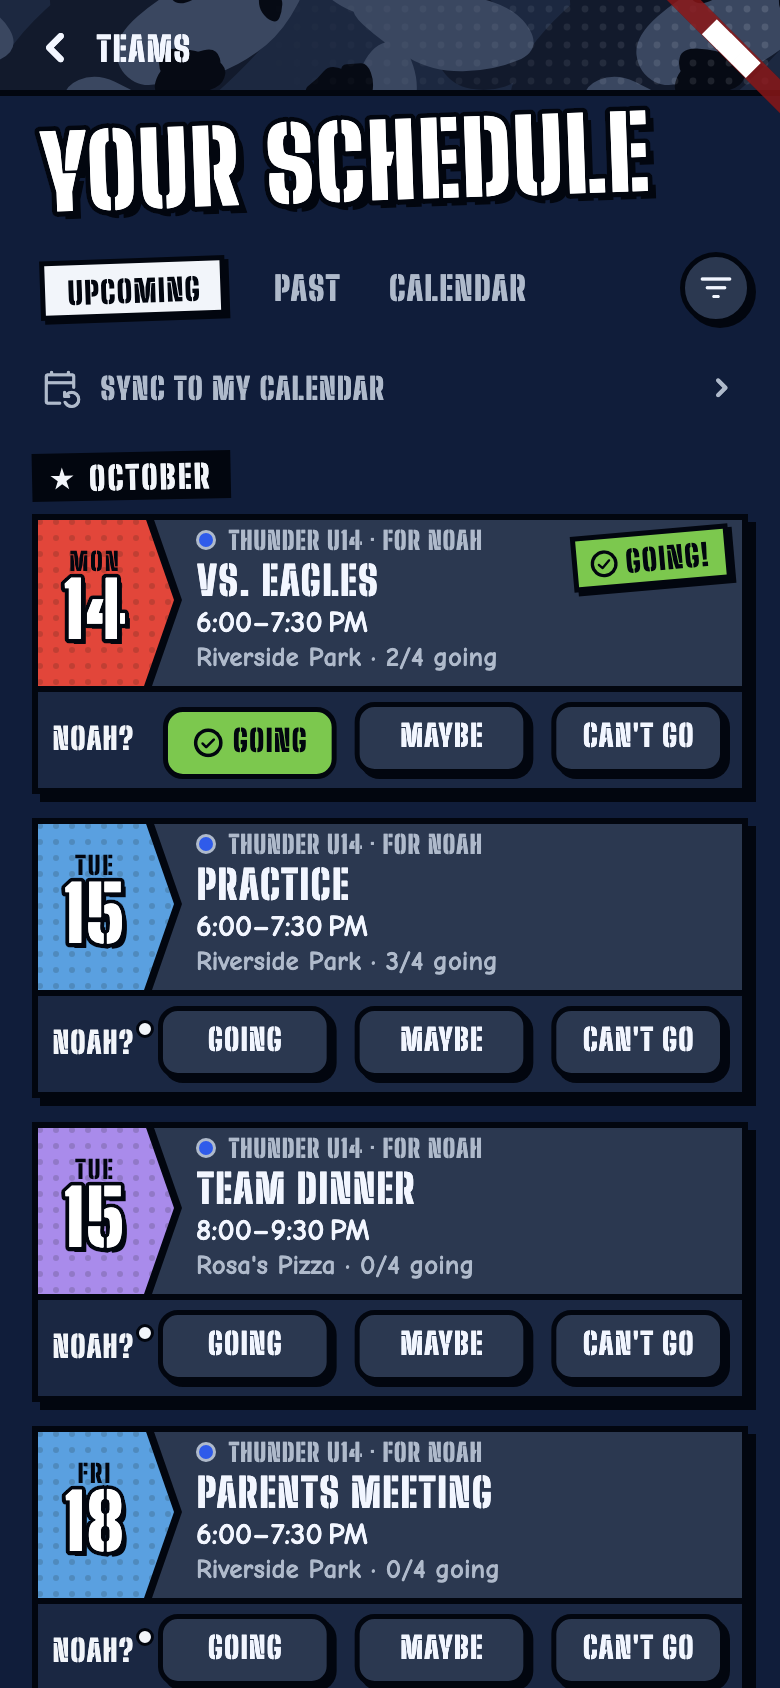 TEAMS
YOUR SCHEDULE
UPCOMING PAST CALENDAR
SYNC TO MY CALENDAR
★ OCTOBER
MON
14
THUNDER U14 · FOR NOAH
VS. EAGLES
6:00–7:30 PM
Riverside Park · 2/4 going
GOING!
NOAH? GOING MAYBE CAN'T GO
TUE
15
THUNDER U14 · FOR NOAH
PRACTICE
6:00–7:30 PM
Riverside Park · 3/4 going
NOAH? GOING MAYBE CAN'T GO
TUE
15
THUNDER U14 · FOR NOAH
TEAM DINNER
8:00–9:30 PM
Rosa's Pizza · 0/4 going
NOAH? GOING MAYBE CAN'T GO
FRI
18
THUNDER U14 · FOR NOAH
PARENTS MEETING
6:00–7:30 PM
Riverside Park · 0/4 going
NOAH? GOING MAYBE CAN'T GO